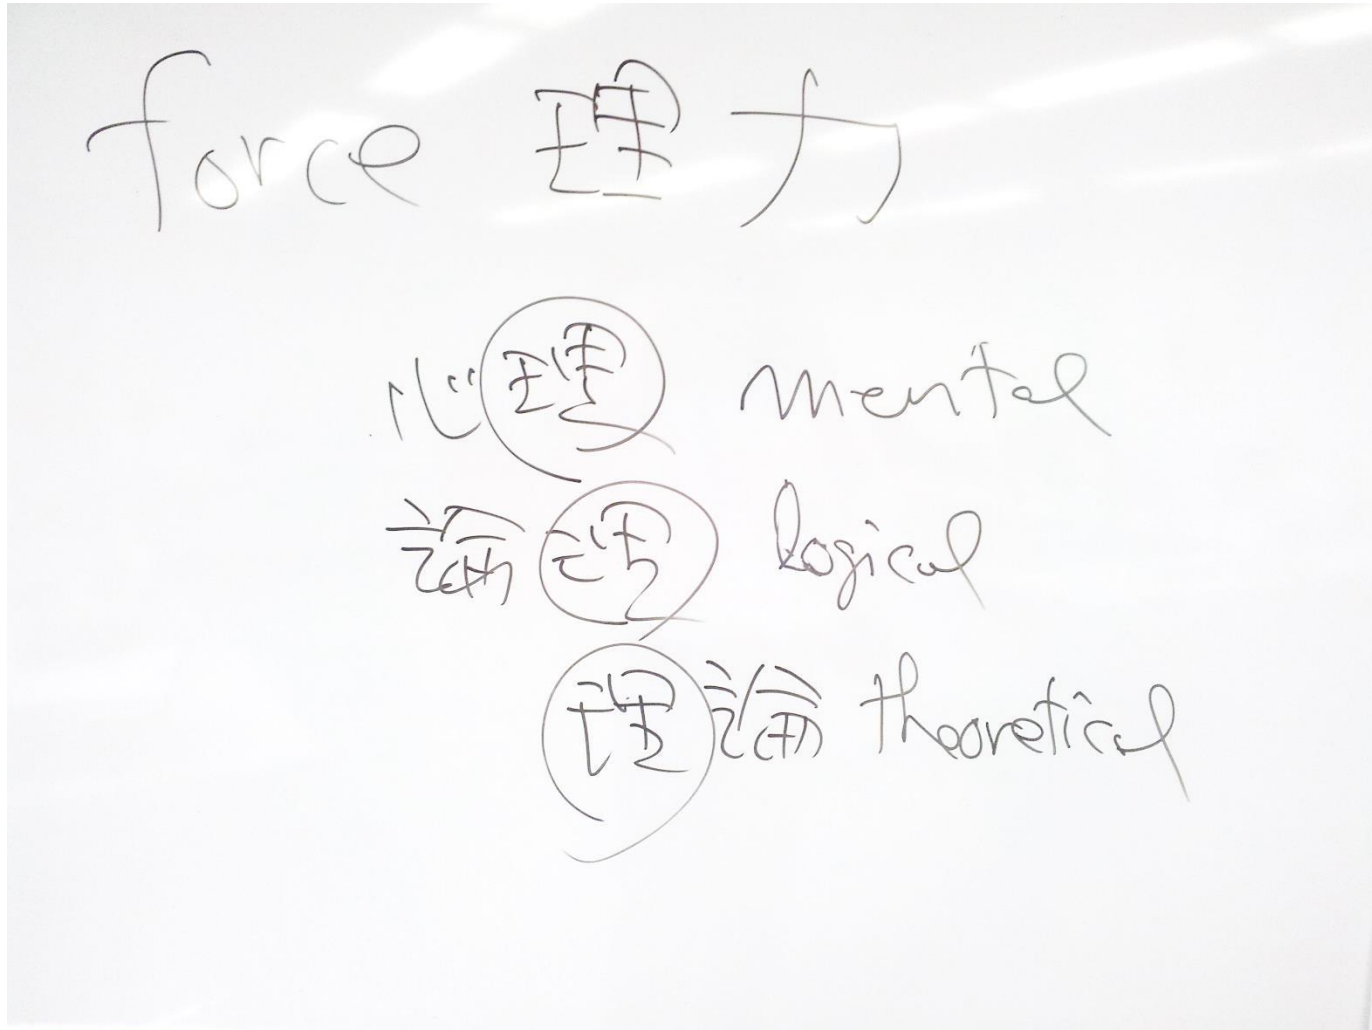 force 理力
心理 mental
論理 logical
理論 theoretical